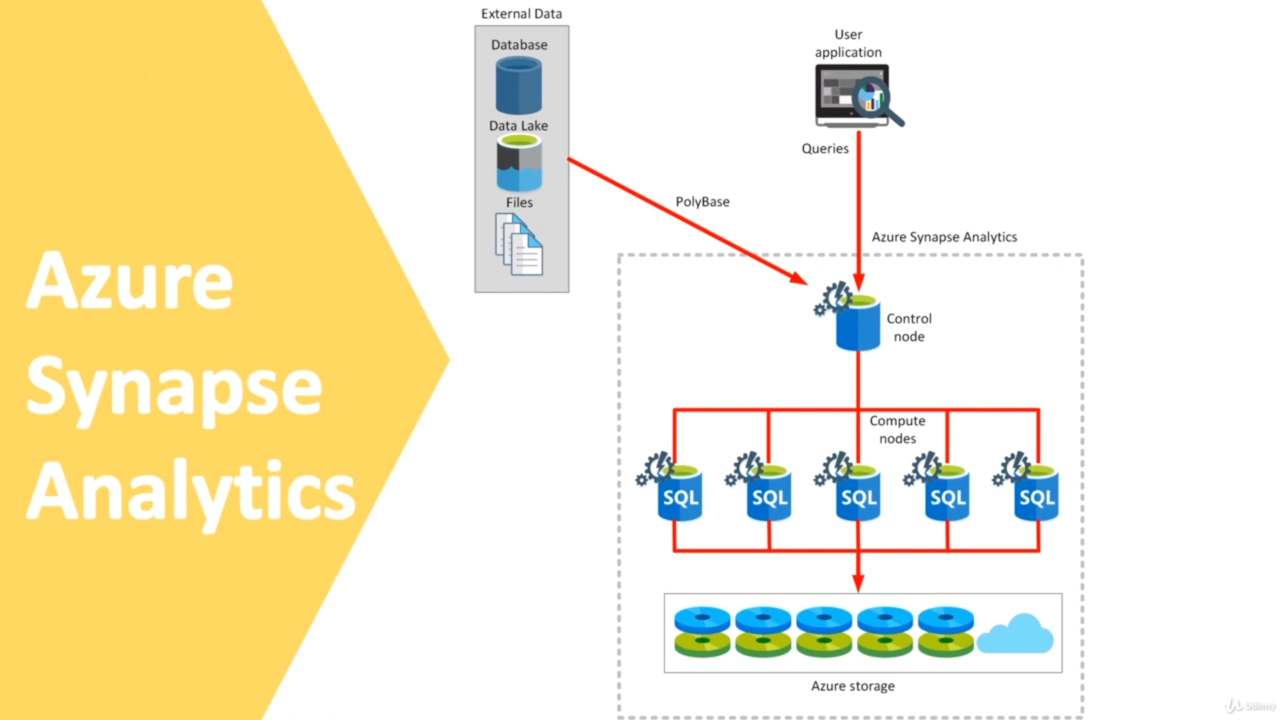 Azure
Synapse
Analytics
External Data
Database
Data Lake
Files
PolyBase
User
application
Queries
Azure Synapse Analytics
Control
node
Compute
nodes
SQL
SQL
SQL
SQL
SQL
Azure storage
Udemy